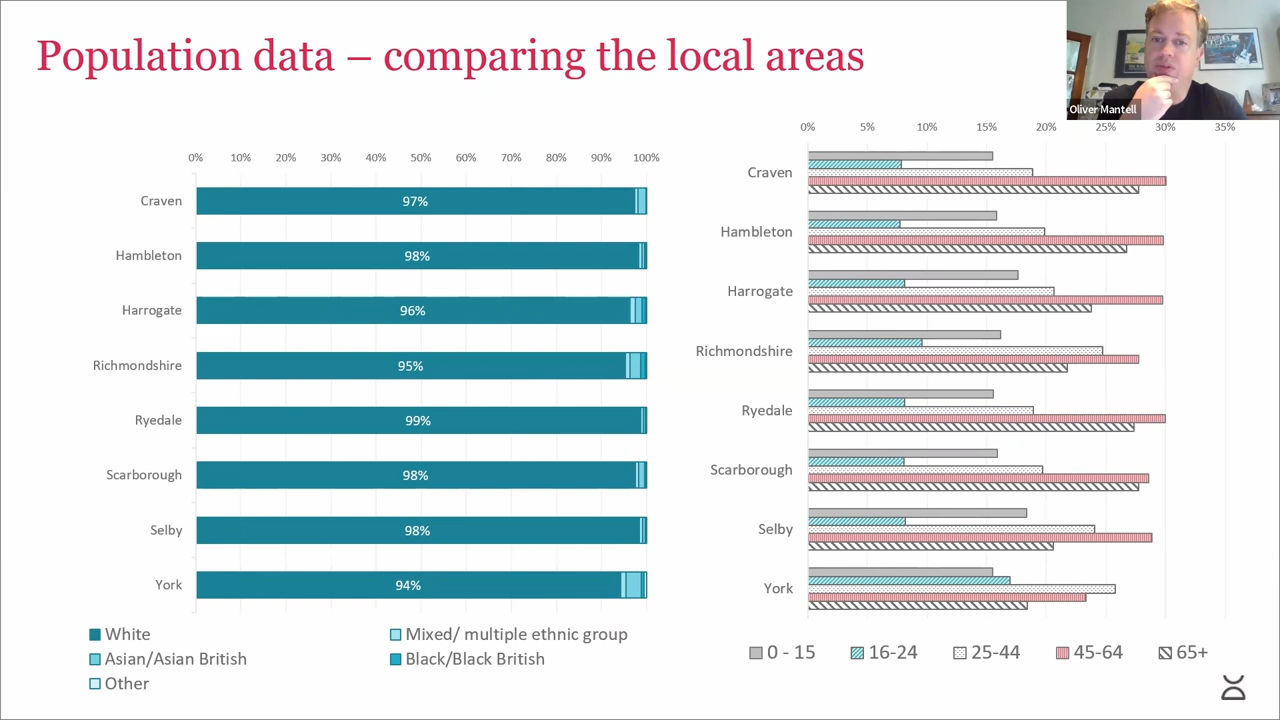 Population data – comparing the local areas
Oliver Mantell
0% 10% 20% 30% 40% 50% 60% 70% 80% 90% 100%
Craven 97%
Hambleton 98%
Harrogate 96%
Richmondshire 95%
Ryedale 99%
Scarborough 98%
Selby 98%
York 94%
White Mixed/ multiple ethnic group
Asian/Asian British Black/Black British
Other
0% 5% 10% 15% 20% 25% 30% 35%
Craven
Hambleton
Harrogate
Richmondshire
Ryedale
Scarborough
Selby
York
0 - 15 16-24 25-44 45-64 65+